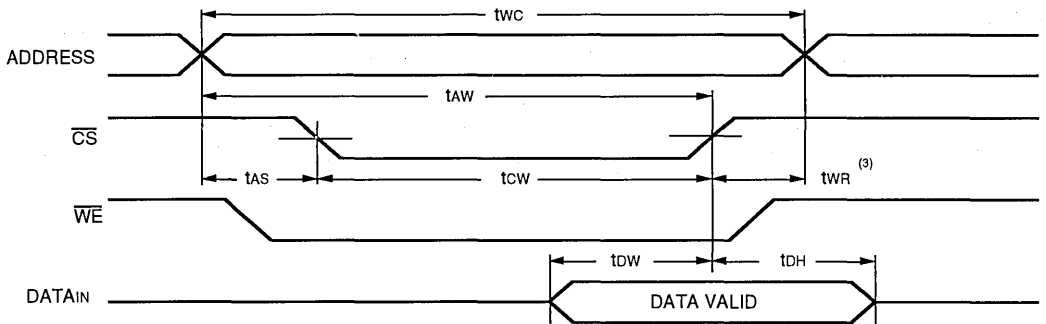 tWC
ADDRESS
tAW
CS
tAS tCW tWR (3)
WE
tDW tDH
DATAIN DATA VALID